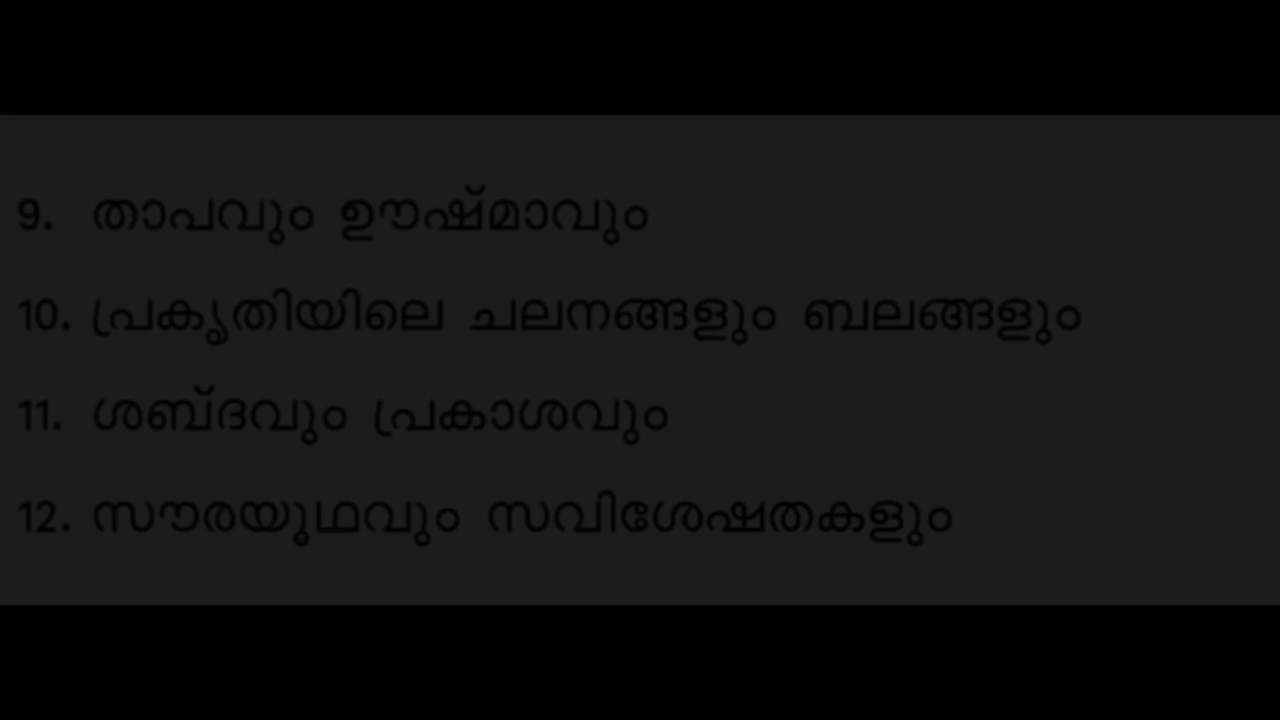 9. താപവും ഊഷ്മാവും
10. പ്രകൃതിയിലെ ചലനങ്ങളും ബലങ്ങളും
11. ശബ്ദവും പ്രകാശവും
12. സൗരയൂഥവും സവിശേഷതകളും